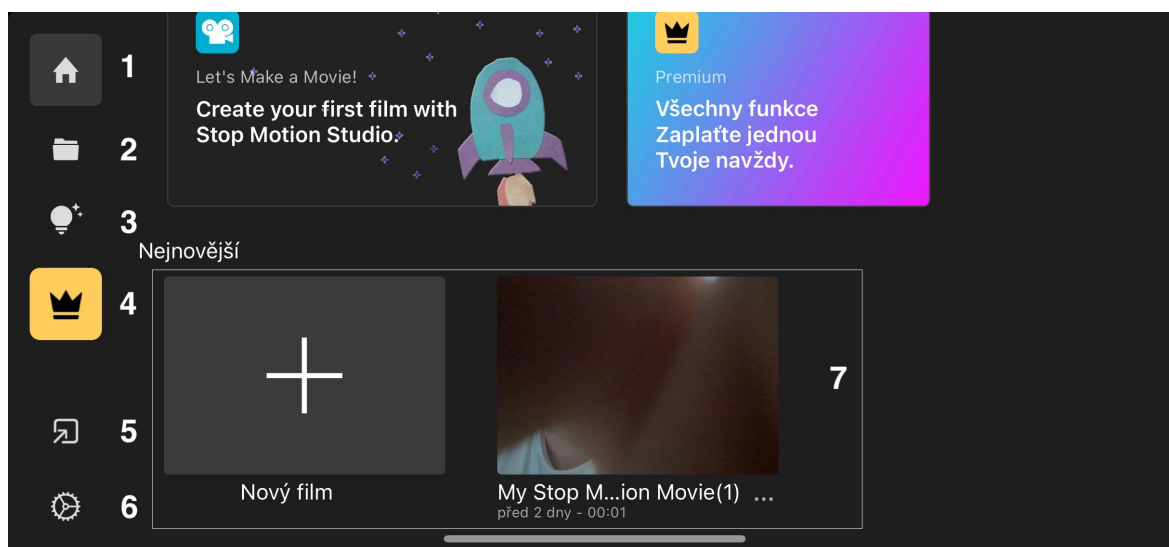 1
2
3
4
5
6
Let's Make a Movie!
Create your first film with
Stop Motion Studio.
Premium
Všechny funkce
Zaplaťte jednou
Tvoje navždy.
Nejnovější
Nový film
My Stop M...ion Movie(1) ...
před 2 dny - 00:01
7